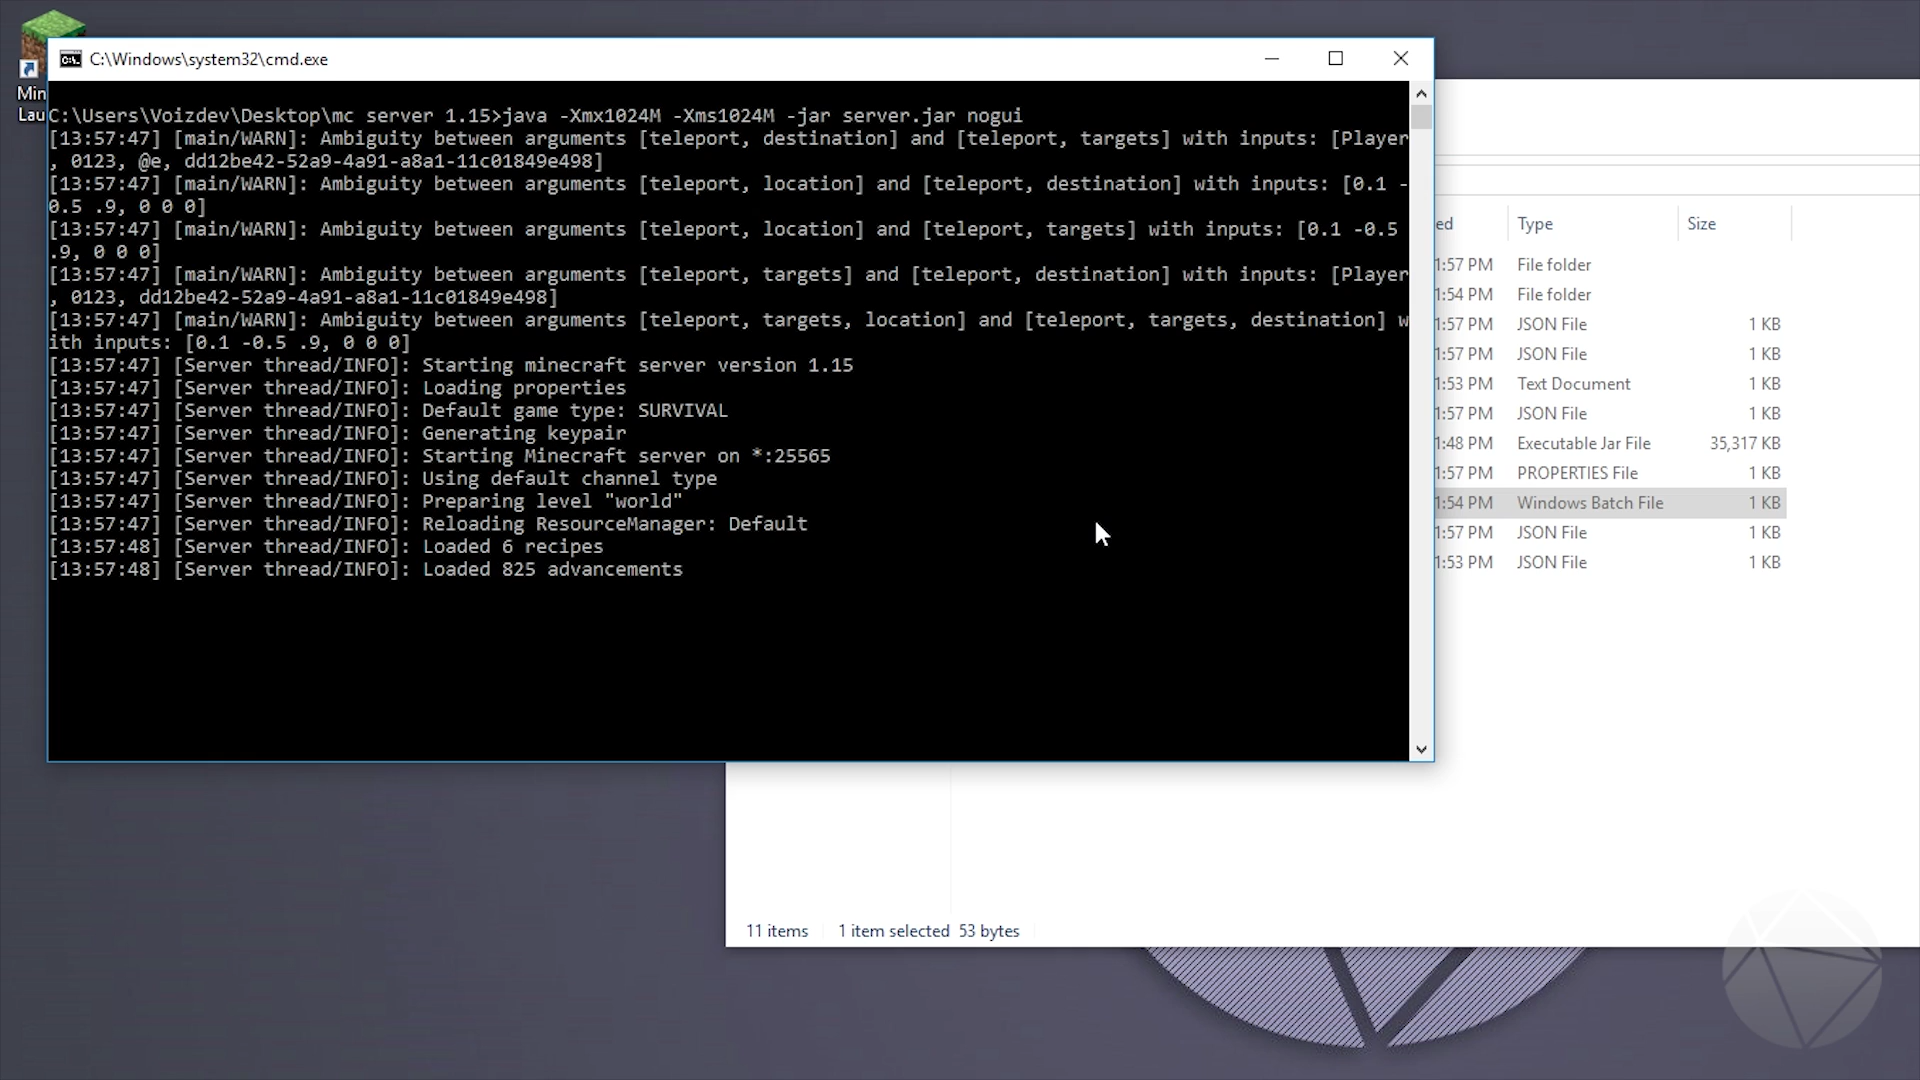 C:\Windows\system32\cmd.exe
Min
Lau
C:\Users\Voizdev\Desktop\mc server 1.15>java -Xmx1024M -Xms1024M -jar server.jar nogui
[13:57:47] [main/WARN]: Ambiguity between arguments [teleport, destination] and [teleport, targets] with inputs: [Player
, 0123, @e, dd12be42-52a9-4a91-a8a1-11c01849e498]
[13:57:47] [main/WARN]: Ambiguity between arguments [teleport, location] and [teleport, destination] with inputs: [0.1 -
0.5 .9, 0 0 0]
[13:57:47] [main/WARN]: Ambiguity between arguments [teleport, location] and [teleport, targets] with inputs: [0.1 -0.5
.9, 0 0 0]
[13:57:47] [main/WARN]: Ambiguity between arguments [teleport, targets] and [teleport, destination] with inputs: [Player
, 0123, dd12be42-52a9-4a91-a8a1-11c01849e498]
[13:57:47] [main/WARN]: Ambiguity between arguments [teleport, targets, location] and [teleport, targets, destination] w
ith inputs: [0.1 -0.5 .9, 0 0 0]
[13:57:47] [Server thread/INFO]: Starting minecraft server version 1.15
[13:57:47] [Server thread/INFO]: Loading properties
[13:57:47] [Server thread/INFO]: Default game type: SURVIVAL
[13:57:47] [Server thread/INFO]: Generating keypair
[13:57:47] [Server thread/INFO]: Starting Minecraft server on *:25565
[13:57:47] [Server thread/INFO]: Using default channel type
[13:57:47] [Server thread/INFO]: Preparing level "world"
[13:57:47] [Server thread/INFO]: Reloading ResourceManager: Default
[13:57:48] [Server thread/INFO]: Loaded 6 recipes
[13:57:48] [Server thread/INFO]: Loaded 825 advancements
ed Type Size
1:57 PM File folder
1:54 PM File folder
1:57 PM JSON File 1 KB
1:57 PM JSON File 1 KB
1:53 PM Text Document 1 KB
1:57 PM JSON File 1 KB
1:48 PM Executable Jar File 35,317 KB
1:57 PM PROPERTIES File 1 KB
1:54 PM Windows Batch File 1 KB
1:57 PM JSON File 1 KB
1:53 PM JSON File 1 KB
11 items 1 item selected 53 bytes